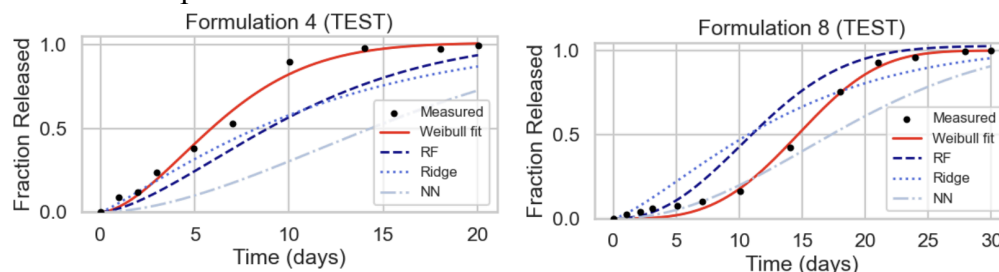 Formulation 4 (TEST)
1.0
0.5
0.0
Fraction Released
Measured
Weibull fit
RF
Ridge
NN
0 5 10 15 20
Time (days)
Formulation 8 (TEST)
1.0
0.5
0.0
Fraction Released
Measured
Weibull fit
RF
Ridge
NN
0 5 10 15 20 25 30
Time (days)